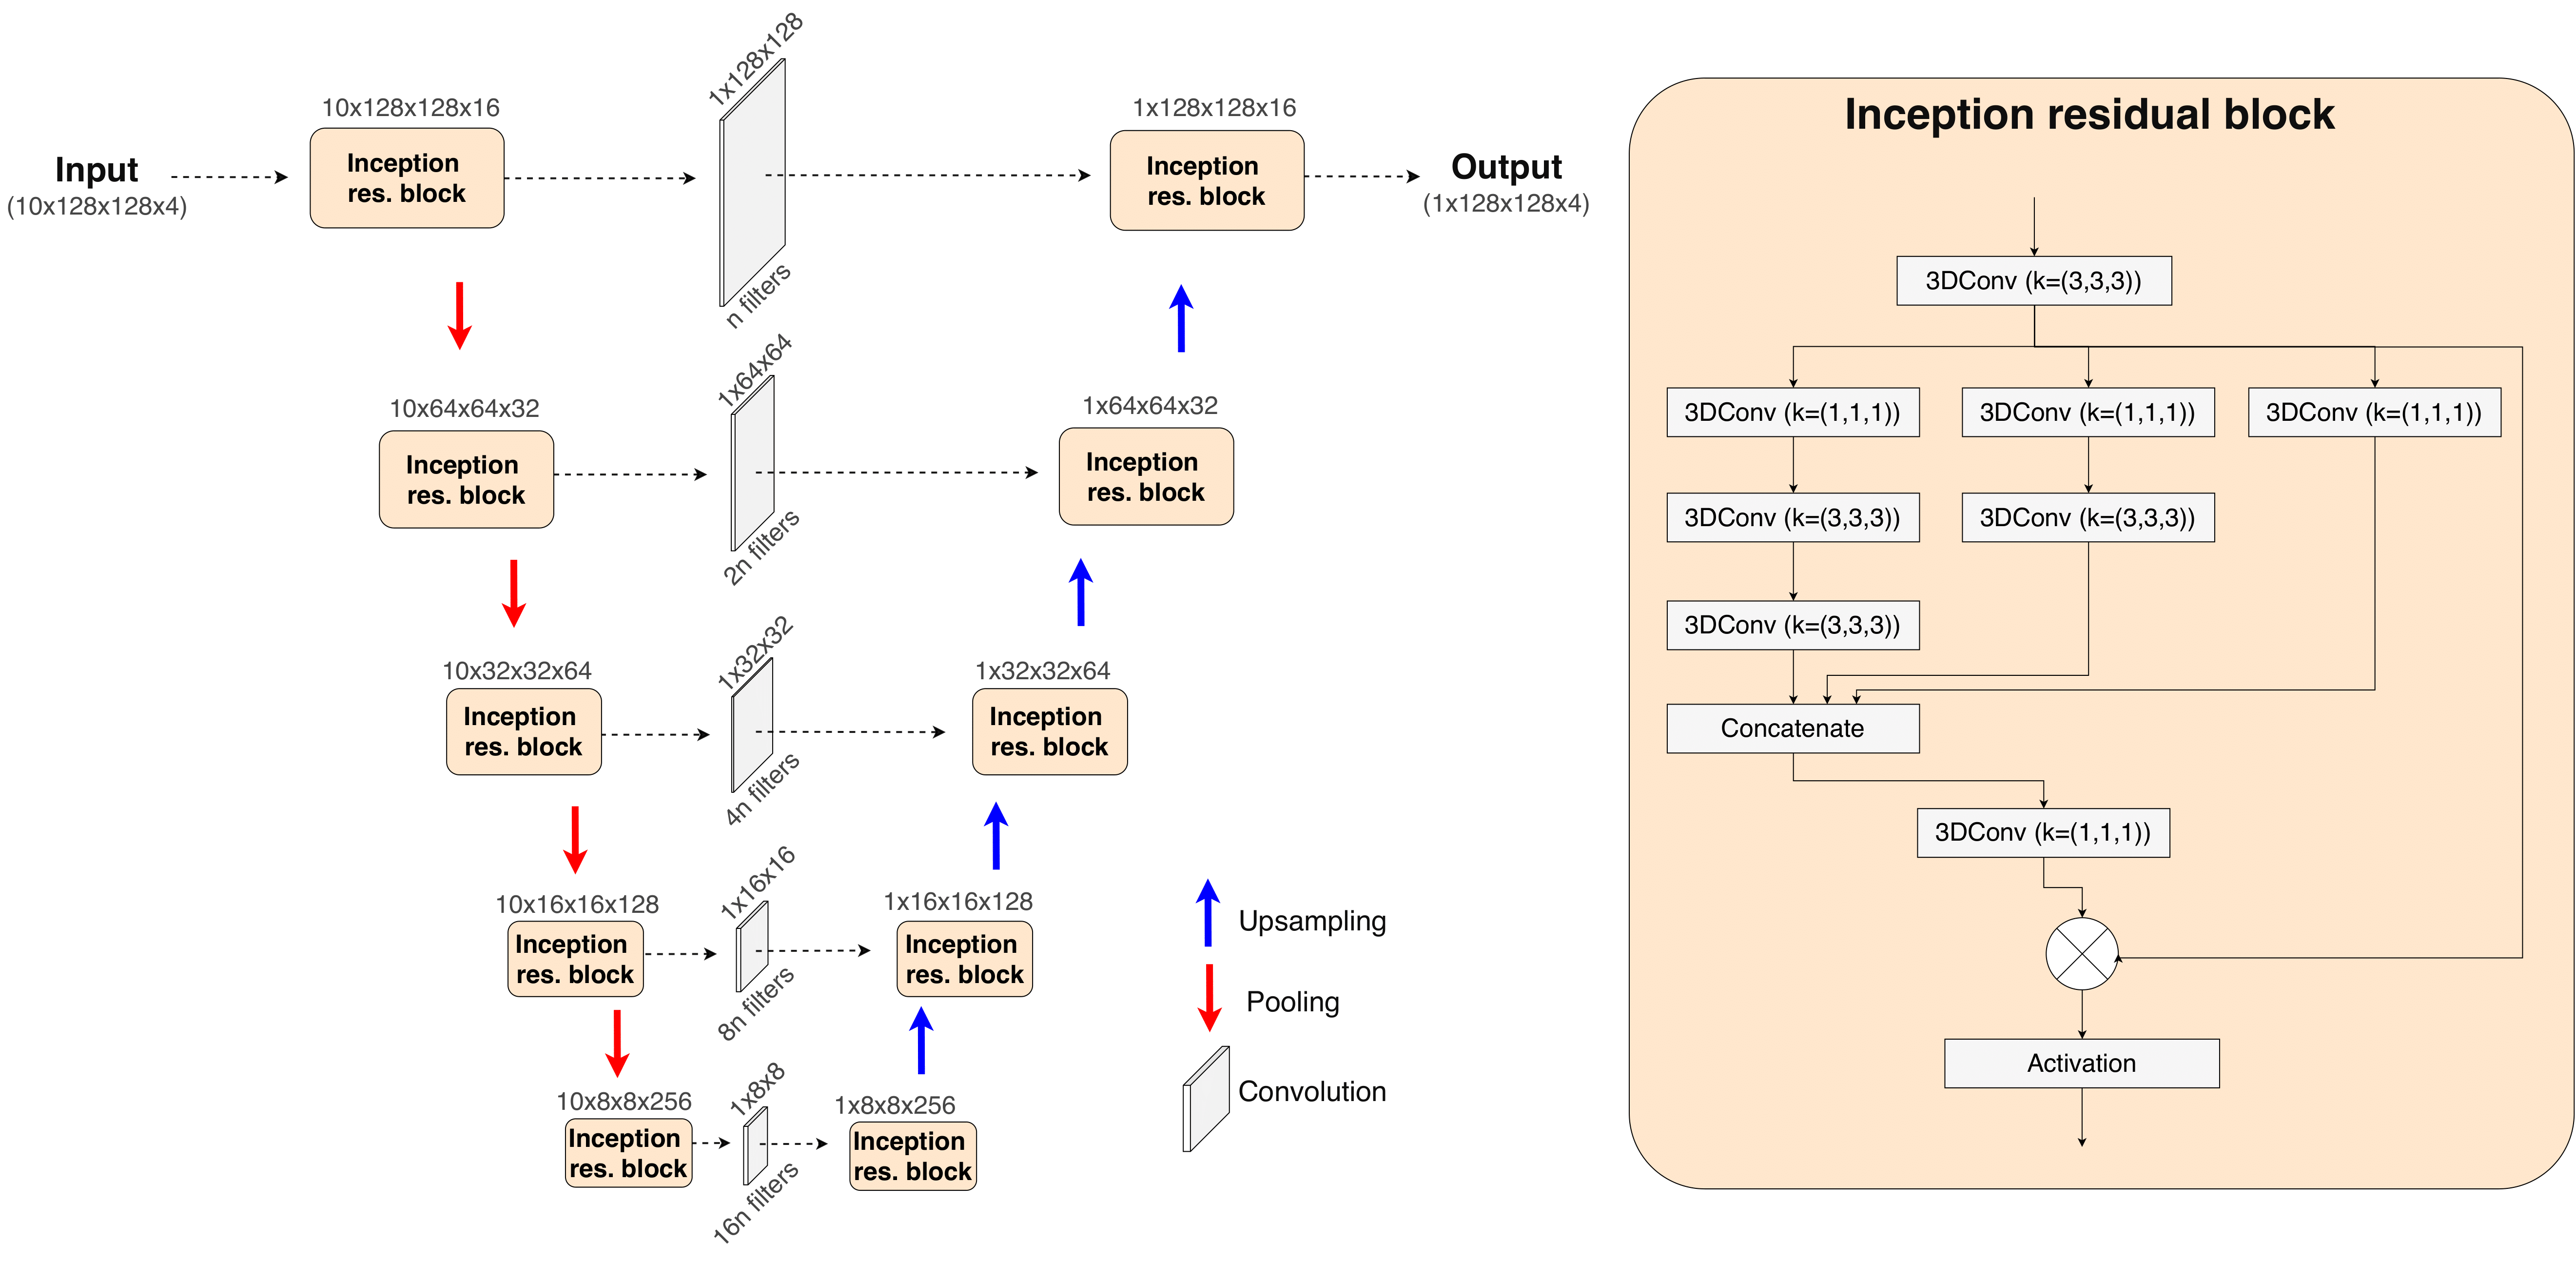 Input
(10x128x128x4)
10x128x128x16
Inception
res. block
1x128x128
n filters
1x128x128x16
Inception
res. block
Output
(1x128x128x4)
10x64x64x32
Inception
res. block
1x64x64
2n filters
1x64x64x32
Inception
res. block
10x32x32x64
Inception
res. block
1x32x32
4n filters
1x32x32x64
Inception
res. block
10x16x16x128
Inception
res. block
1x16x16
8n filters
1x16x16x128
Inception
res. block
10x8x8x256
Inception
res. block
1x8x8
16n filters
1x8x8x256
Inception
res. block
Upsampling
Pooling
Convolution
Inception residual block
3DConv (k=(3,3,3))
3DConv (k=(1,1,1))
3DConv (k=(1,1,1))
3DConv (k=(1,1,1))
3DConv (k=(3,3,3))
3DConv (k=(3,3,3))
3DConv (k=(3,3,3))
Concatenate
3DConv (k=(1,1,1))
Activation